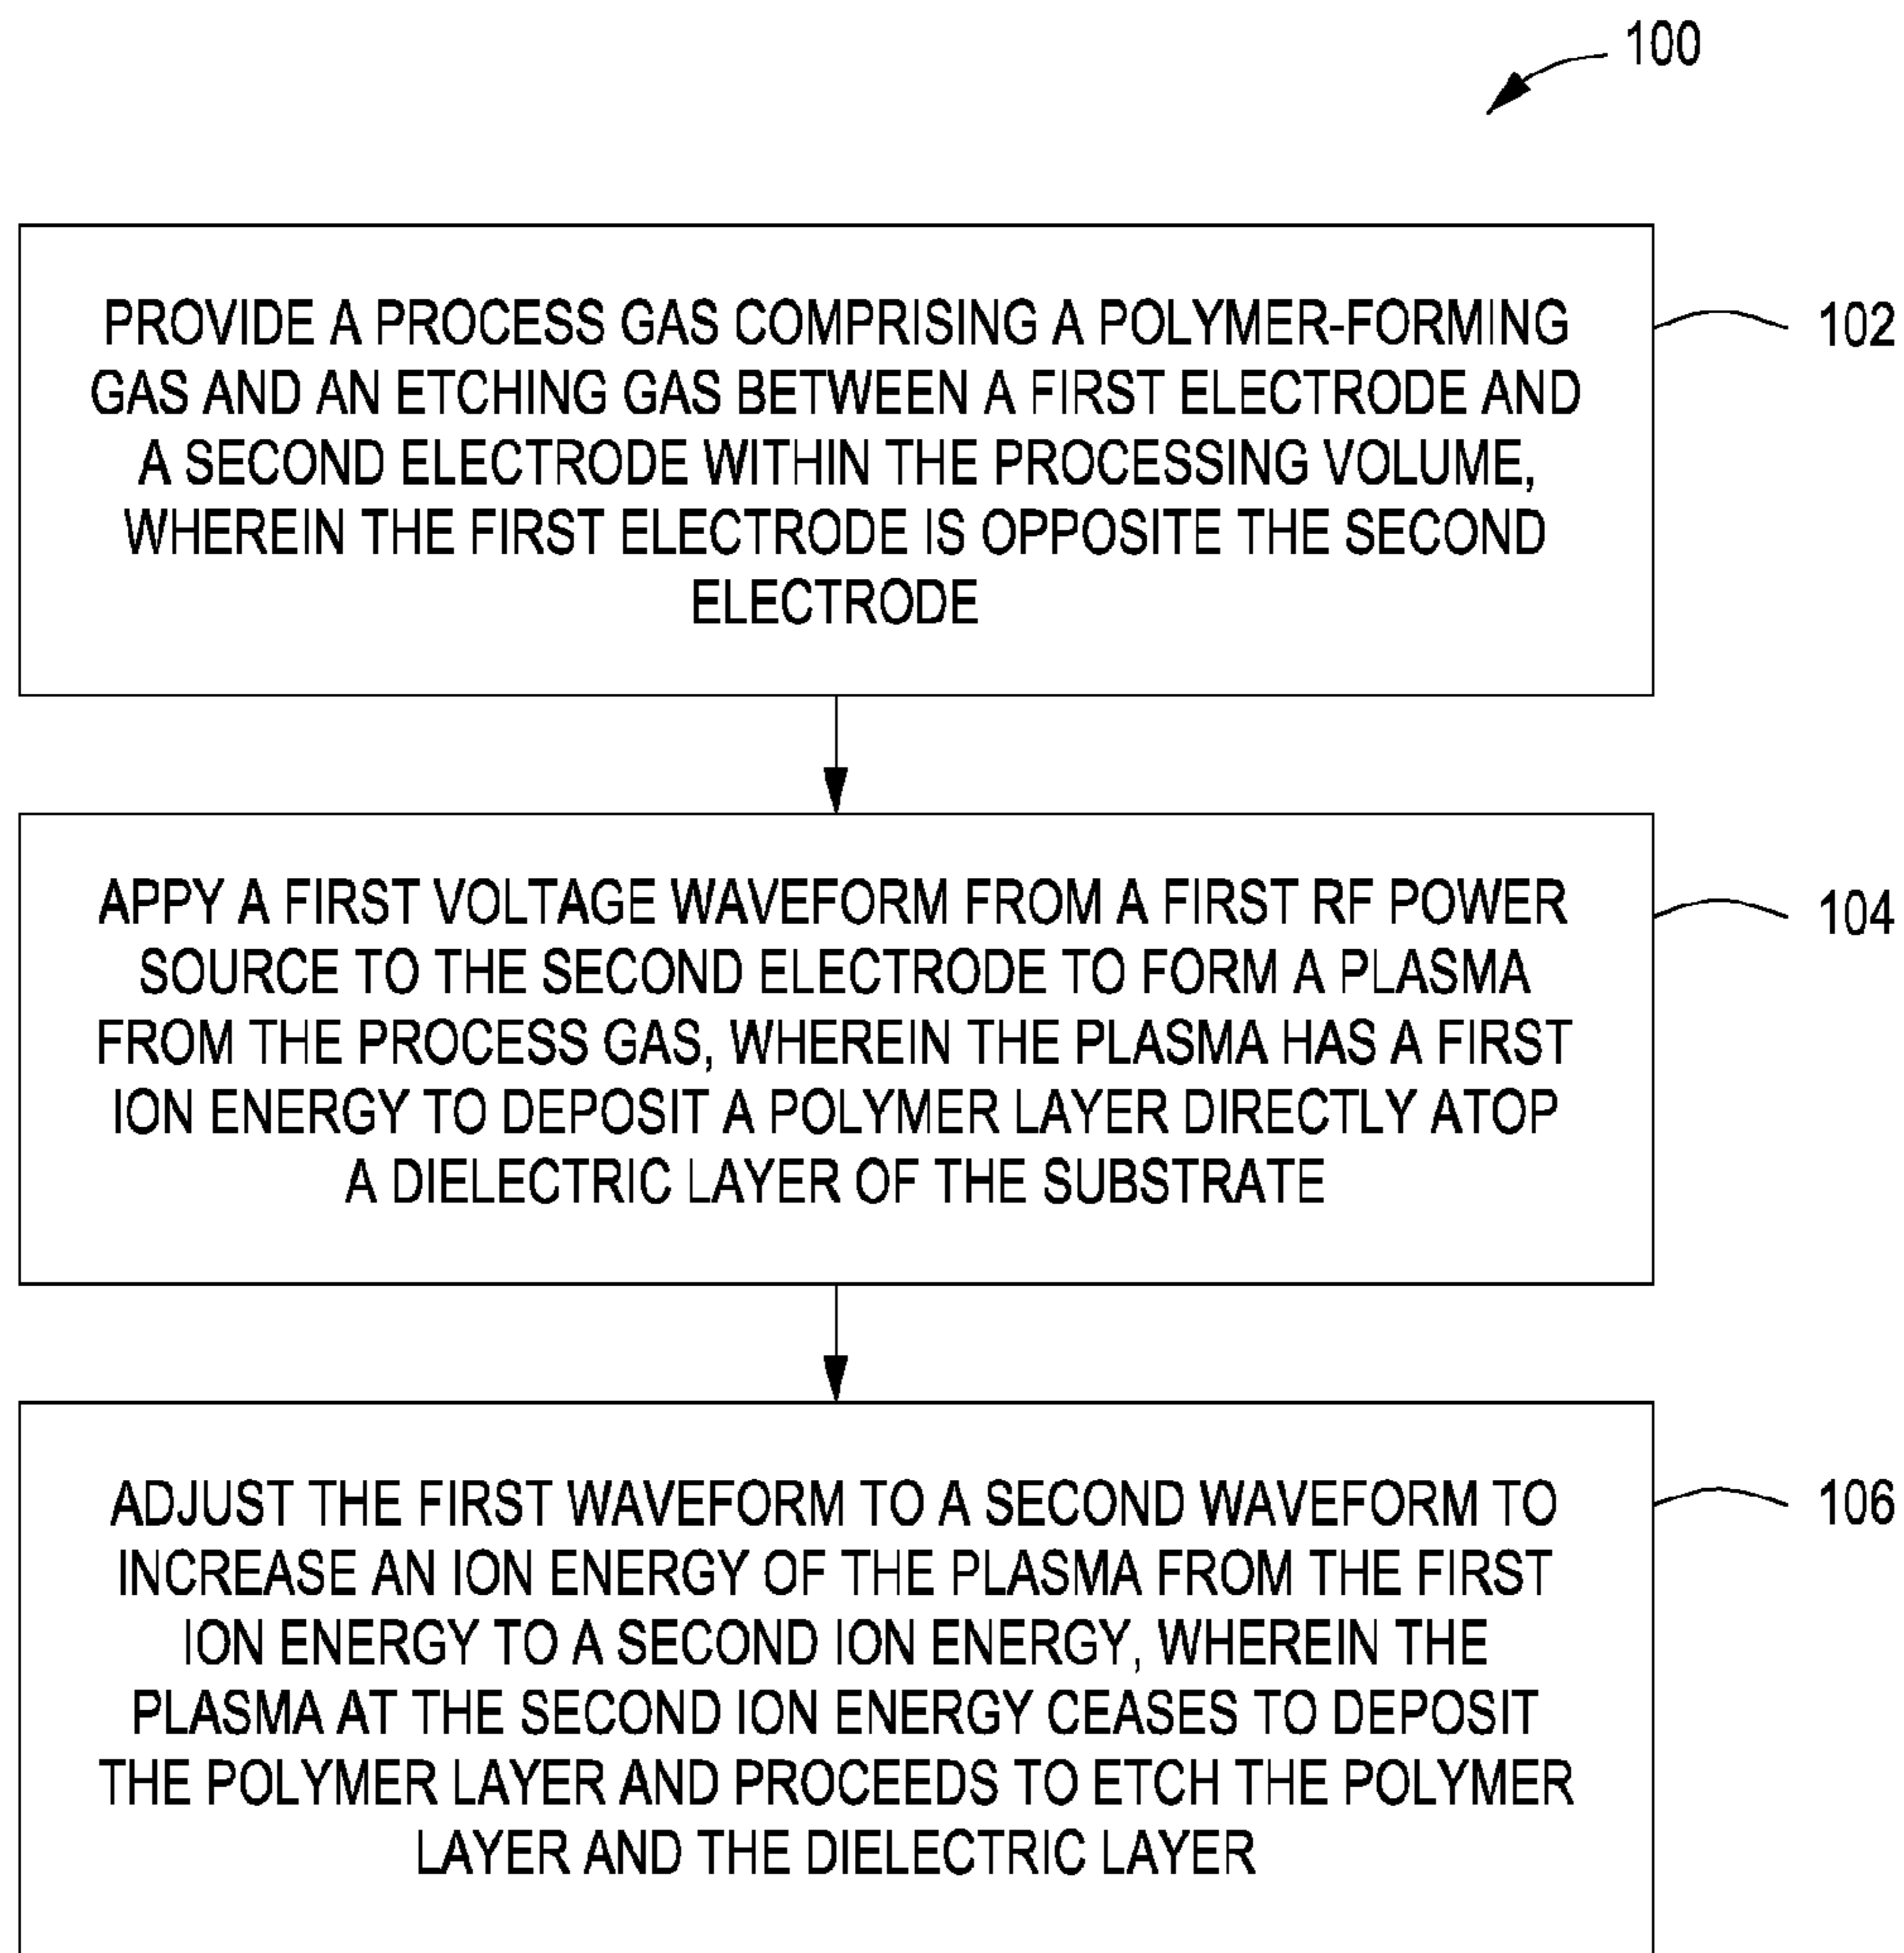 100
PROVIDE A PROCESS GAS COMPRISING A POLYMER-FORMING
GAS AND AN ETCHING GAS BETWEEN A FIRST ELECTRODE AND
A SECOND ELECTRODE WITHIN THE PROCESSING VOLUME,
WHEREIN THE FIRST ELECTRODE IS OPPOSITE THE SECOND
ELECTRODE
102
APPY A FIRST VOLTAGE WAVEFORM FROM A FIRST RF POWER
SOURCE TO THE SECOND ELECTRODE TO FORM A PLASMA
FROM THE PROCESS GAS, WHEREIN THE PLASMA HAS A FIRST
ION ENERGY TO DEPOSIT A POLYMER LAYER DIRECTLY ATOP
A DIELECTRIC LAYER OF THE SUBSTRATE
104
ADJUST THE FIRST WAVEFORM TO A SECOND WAVEFORM TO
INCREASE AN ION ENERGY OF THE PLASMA FROM THE FIRST
ION ENERGY TO A SECOND ION ENERGY, WHEREIN THE
PLASMA AT THE SECOND ION ENERGY CEASES TO DEPOSIT
THE POLYMER LAYER AND PROCEEDS TO ETCH THE POLYMER
LAYER AND THE DIELECTRIC LAYER
106